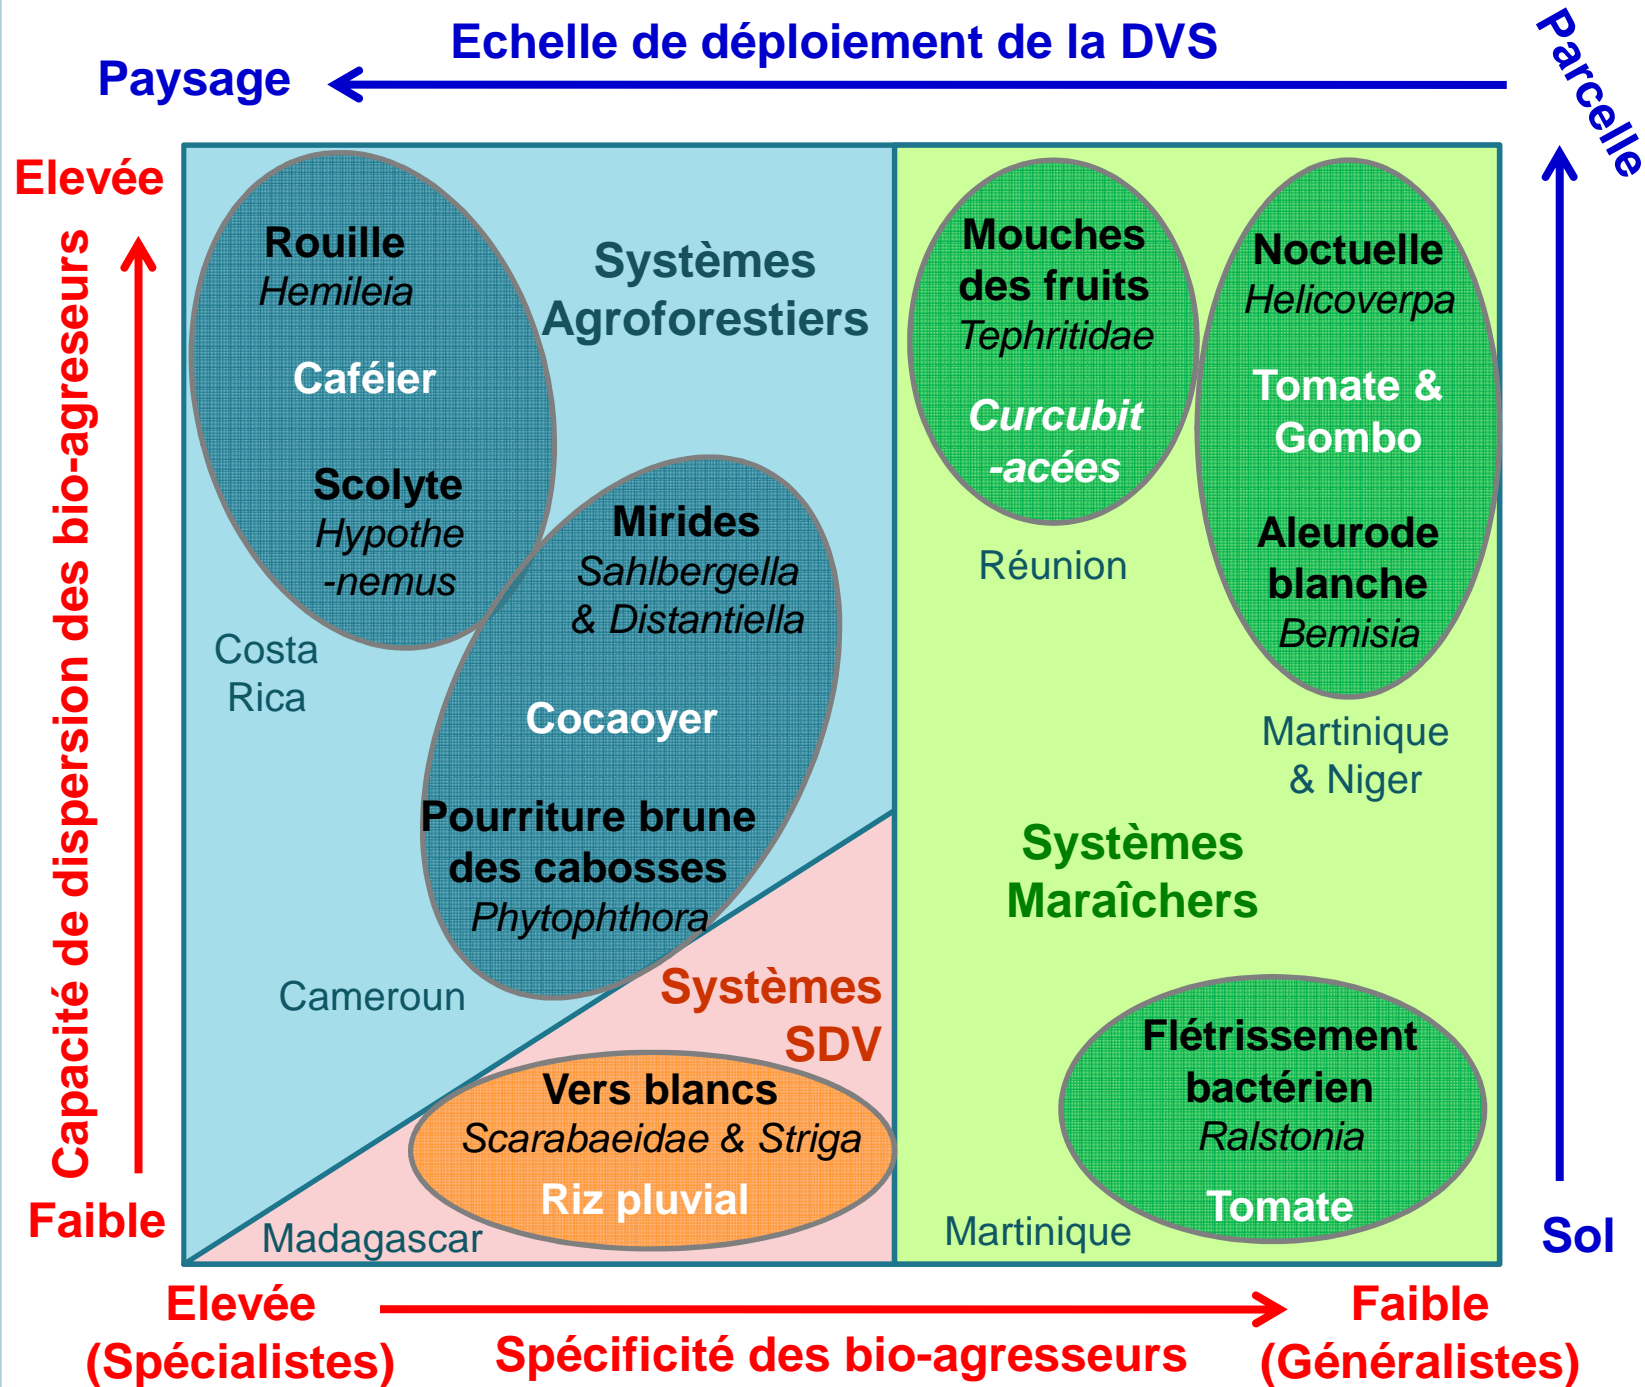 Echelle de déploiement de la DVS
Paysage
Parcelle
Elevée
Capacité de dispersion des bio-agresseurs
Faible
Rouille
Hemileia
Caféier
Scolyte
Hypothe
-nemus
Costa
Rica
Systèmes
Agroforestiers
Mirides
Sahlbergella
& Distantiella
Cocaoyer
Pourriture brune
des cabosses
Phytophthora
Cameroun
Systèmes
SDV
Vers blancs
Scarabaeidae & Striga
Riz pluvial
Madagascar
Mouches
des fruits
Tephritidae
Curcubit
-acées
Réunion
Noctuelle
Helicoverpa
Tomate &
Gombo
Aleurode
blanche
Bemisia
Martinique
& Niger
Systèmes
Maraîchers
Flétrissement
bactérien
Ralstonia
Tomate
Martinique
Sol
Elevée
(Spécialistes)
Spécificité des bio-agresseurs
Faible
(Généralistes)